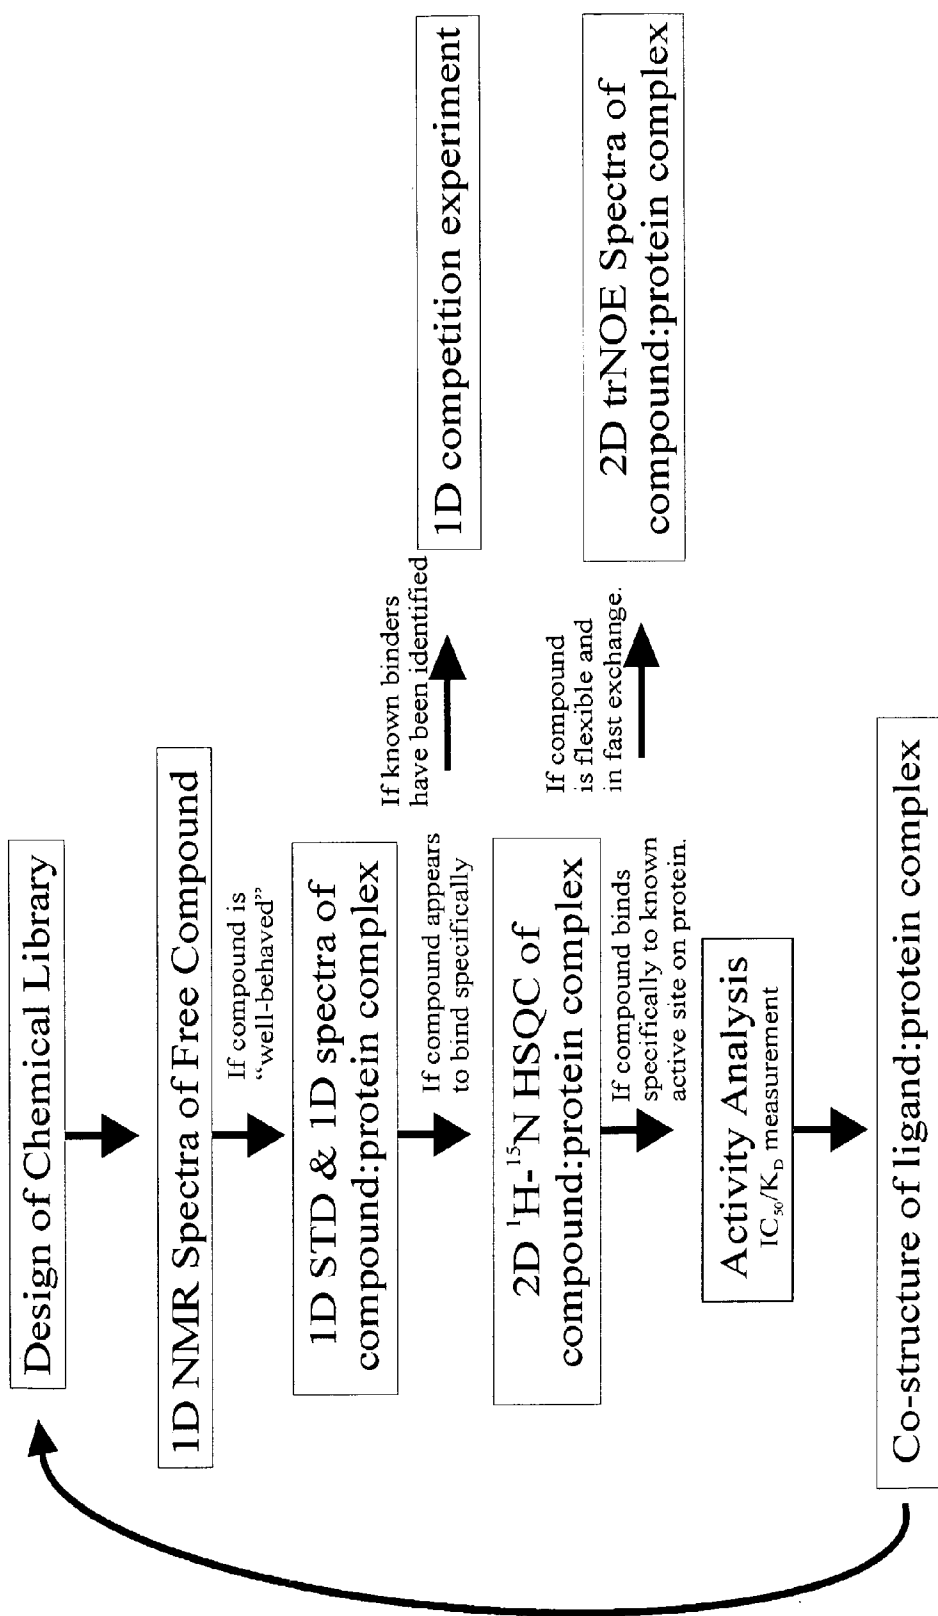 Design of Chemical Library
1D NMR Spectra of Free Compound
If compound is
“well-behaved”
1D STD & 1D spectra of
compound:protein complex
If known binders
have been identified
1D competition experiment
If compound appears
to bind specifically
2D ¹H-¹⁵N HSQC of
compound:protein complex
If compound
is flexible and
in fast exchange.
2D trNOE Spectra of
compound:protein complex
If compound binds
specifically to known
active site on protein.
Activity Analysis
IC₅₀/K_D measurement
Co-structure of ligand:protein complex